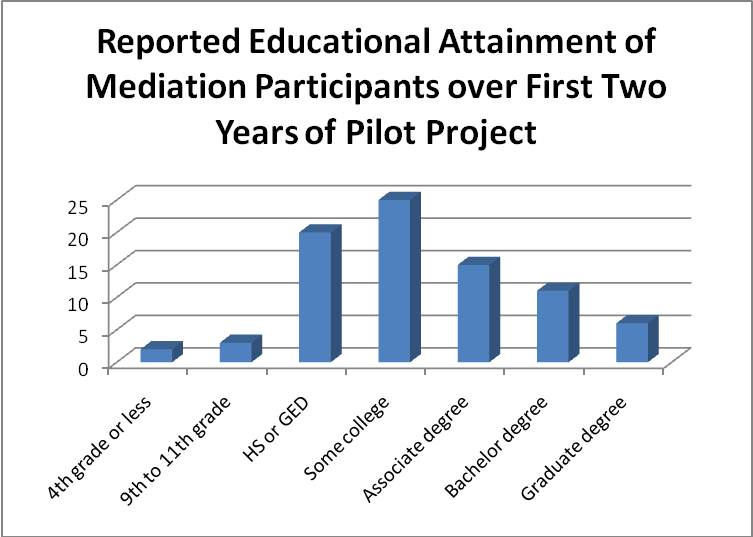 Reported Educational Attainment of
Mediation Participants over First Two
Years of Pilot Project
25
20
15
10
5
0
4th grade or less
9th to 11th grade
HS or GED
Some college
Associate degree
Bachelor degree
Graduate degree